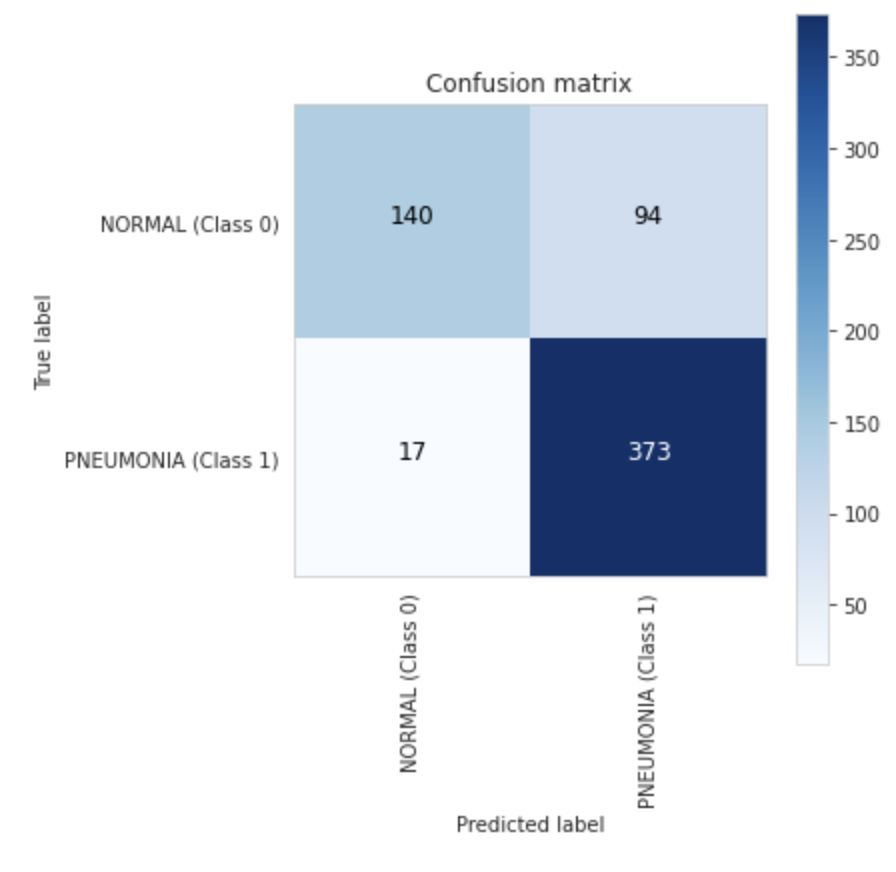 Confusion matrix
NORMAL (Class 0)
140
94
PNEUMONIA (Class 1)
17
373
True label
NORMAL (Class 0)
PNEUMONIA (Class 1)
Predicted label
350
300
250
200
150
100
50